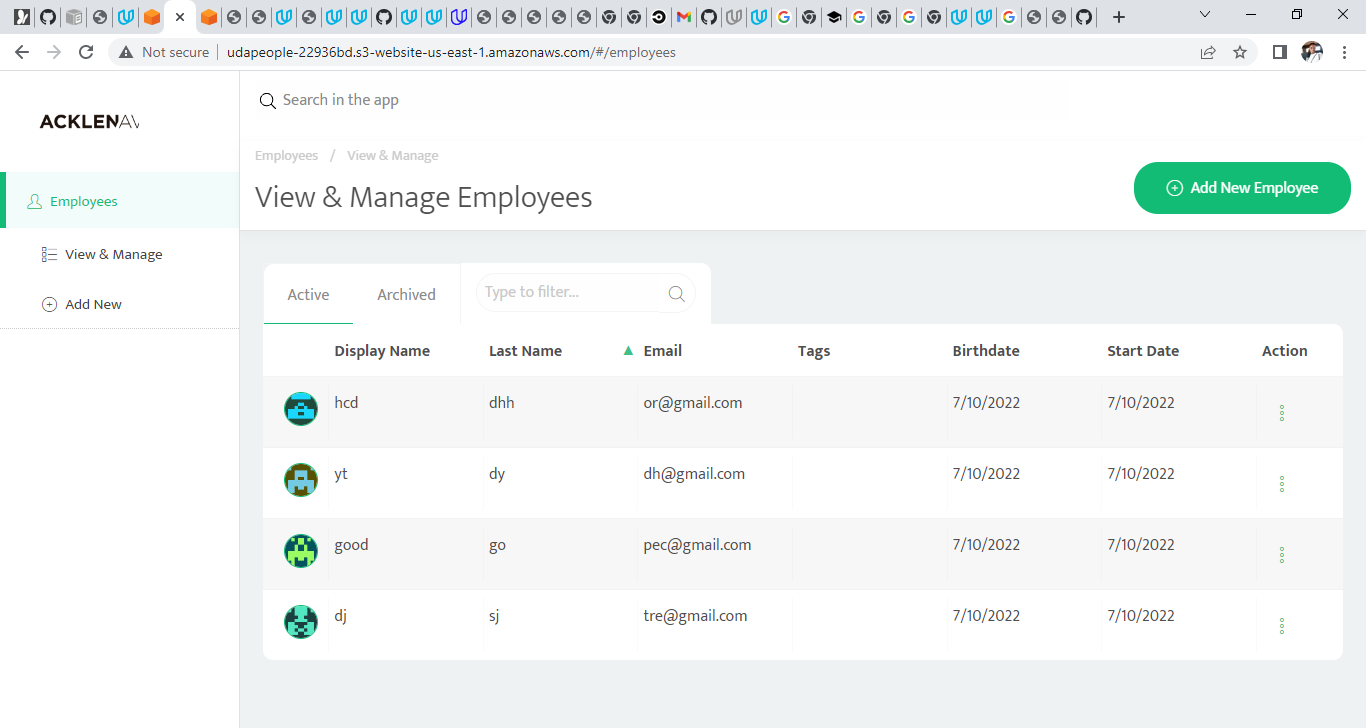 Not secure
udapeople-22936bd.s3-website-us-east-1.amazonaws.com/#/employees
ACKLENAV
Search in the app
Employees / View & Manage
View & Manage Employees
Add New Employee
Employees
View & Manage
Add New
Active Archived Type to filter...
Display Name Last Name Email Tags Birthdate Start Date Action
hcd dhh or@gmail.com 7/10/2022 7/10/2022
yt dy dh@gmail.com 7/10/2022 7/10/2022
good go pec@gmail.com 7/10/2022 7/10/2022
dj sj tre@gmail.com 7/10/2022 7/10/2022